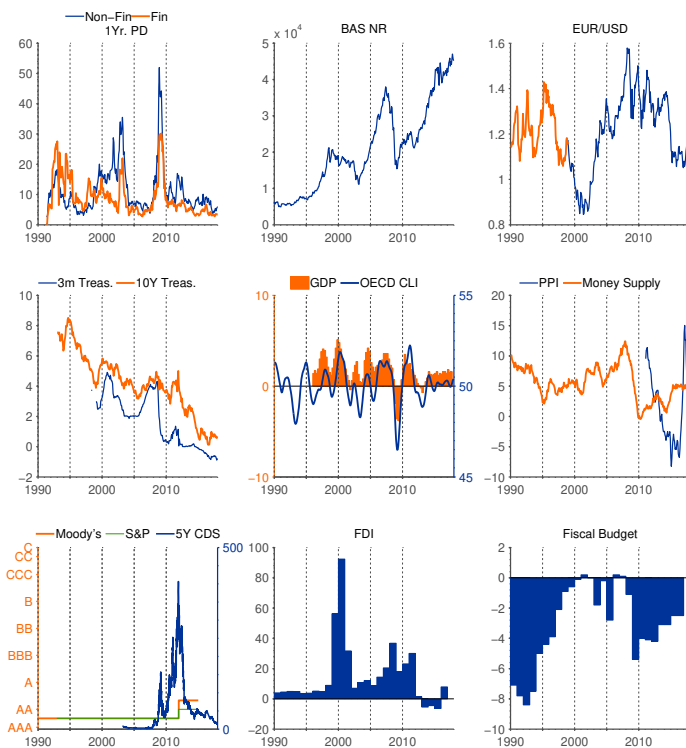 Non-Fin Fin
1Yr. PD
60
50
40
30
20
10
0
1990 2000 2010
BAS NR
5 x 10^4
4
3
2
1
0
1990 2000 2010
EUR/USD
1.6
1.4
1.2
1
0.8
1990 2000 2010
3m Treas. 10Y Treas.
10
8
6
4
2
0
−2
1990 2000 2010
GDP OECD CLI
10 55
0 50
−10 45
1990 2000 2010
PPI Money Supply
20
15
10
5
0
−5
−10
1990 2000 2010
Moody's S&P 5Y CDS
C 500
CC
CCC
B
BB
BBB
A
AA
AAA 0
1990 2000 2010
FDI
100
80
60
40
20
0
−20
1990 2000 2010
Fiscal Budget
2
0
−2
−4
−6
−8
−10
1990 2000 2010